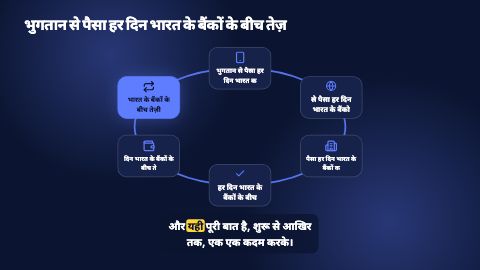 भुगतान से पैसा हर दिन भारत के बैंकों के बीच तेज़
भुगतान से पैसा हर
दिन भारत क
भारत के बैंकों के
बीच तेज़ी
से पैसा हर दिन
भारत के बैंको
दिन भारत के बैंकों के
बीच ते
पैसा हर दिन भारत के
बैंकों क
हर दिन भारत के
बैंकों के बीच
और यही पूरी बात है, शुरू से आखिर
तक, एक एक कदम करके।